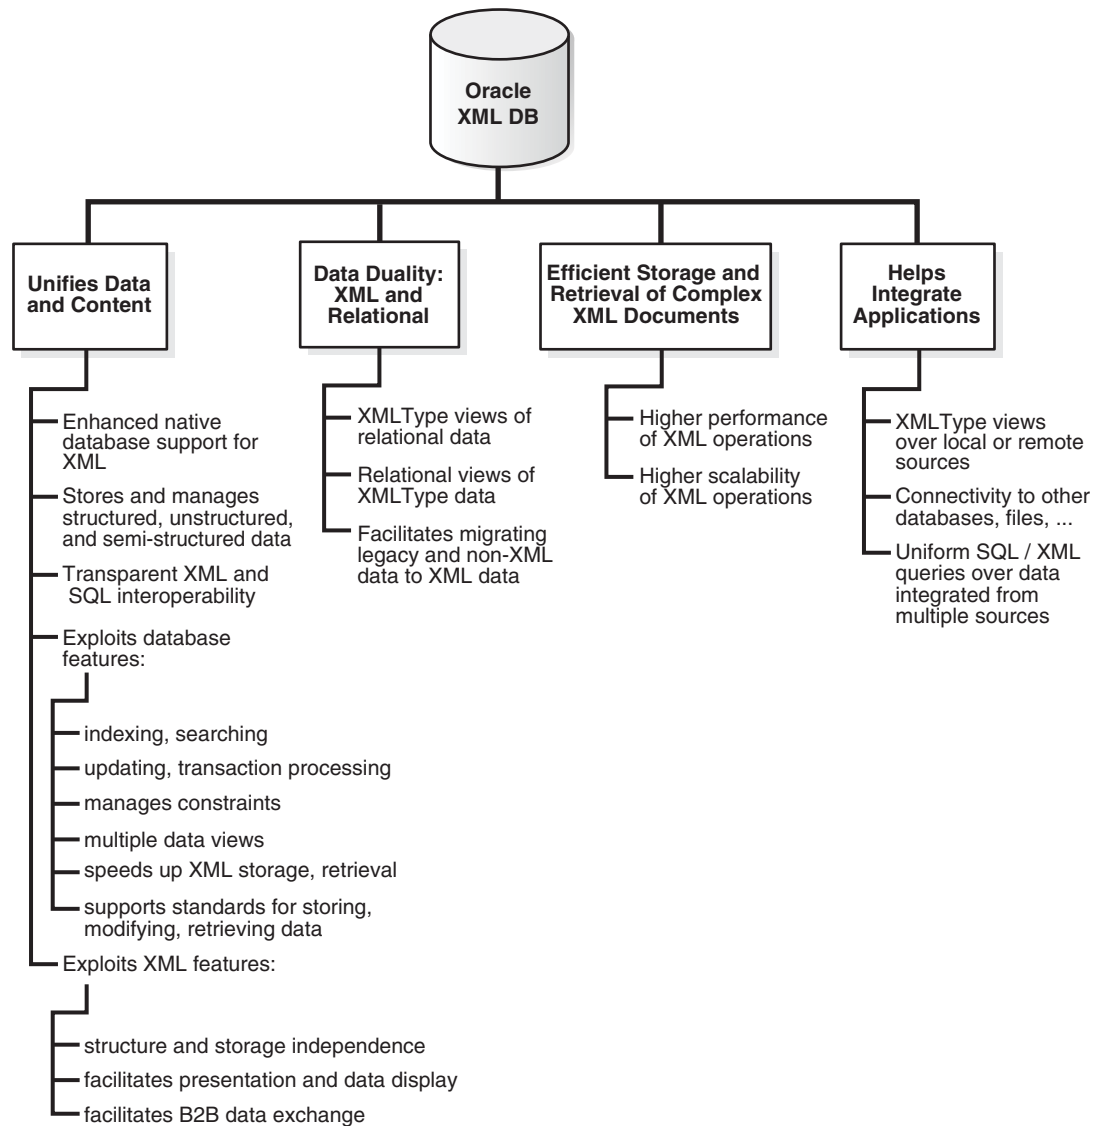 Oracle
XML DB
Unifies Data
and Content
Data Duality:
XML and
Relational
Efficient Storage and
Retrieval of Complex
XML Documents
Helps
Integrate
Applications
Enhanced native
database support for
XML
Stores and manages
structured, unstructured,
and semi-structured data
Transparent XML and
SQL interoperability
Exploits database
features:
indexing, searching
updating, transaction processing
manages constraints
multiple data views
speeds up XML storage, retrieval
supports standards for storing,
modifying, retrieving data
Exploits XML features:
structure and storage independence
facilitates presentation and data display
facilitates B2B data exchange
XMLType views of
relational data
Relational views of
XMLType data
Facilitates migrating
legacy and non-XML
data to XML data
Higher performance
of XML operations
Higher scalability
of XML operations
XMLType views
over local or remote
sources
Connectivity to other
databases, files, ...
Uniform SQL / XML
queries over data
integrated from
multiple sources